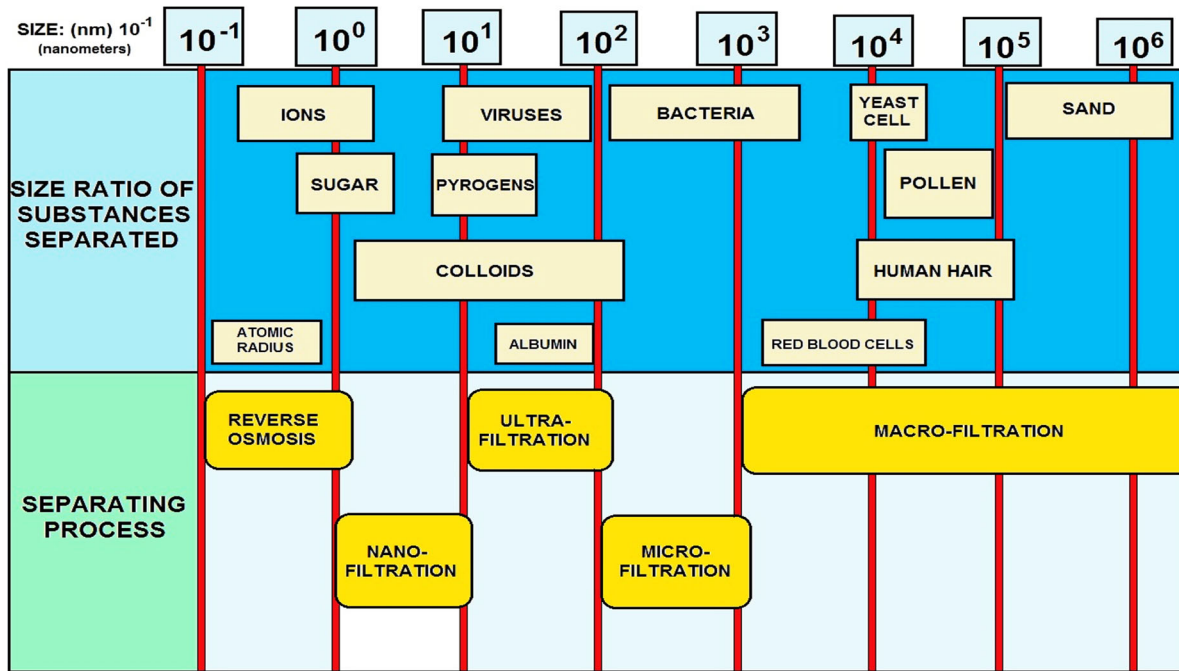 SIZE: (nm) 10⁻¹
(nanometers)
10⁻¹
10⁰
10¹
10²
10³
10⁴
10⁵
10⁶
SIZE RATIO OF
SUBSTANCES
SEPARATED
IONS
VIRUSES
BACTERIA
YEAST
CELL
SAND
SUGAR
PYROGENS
POLLEN
COLLOIDS
HUMAN HAIR
ATOMIC
RADIUS
ALBUMIN
RED BLOOD CELLS
SEPARATING
PROCESS
REVERSE
OSMOSIS
ULTRA-
FILTRATION
MACRO-FILTRATION
NANO-
FILTRATION
MICRO-
FILTRATION